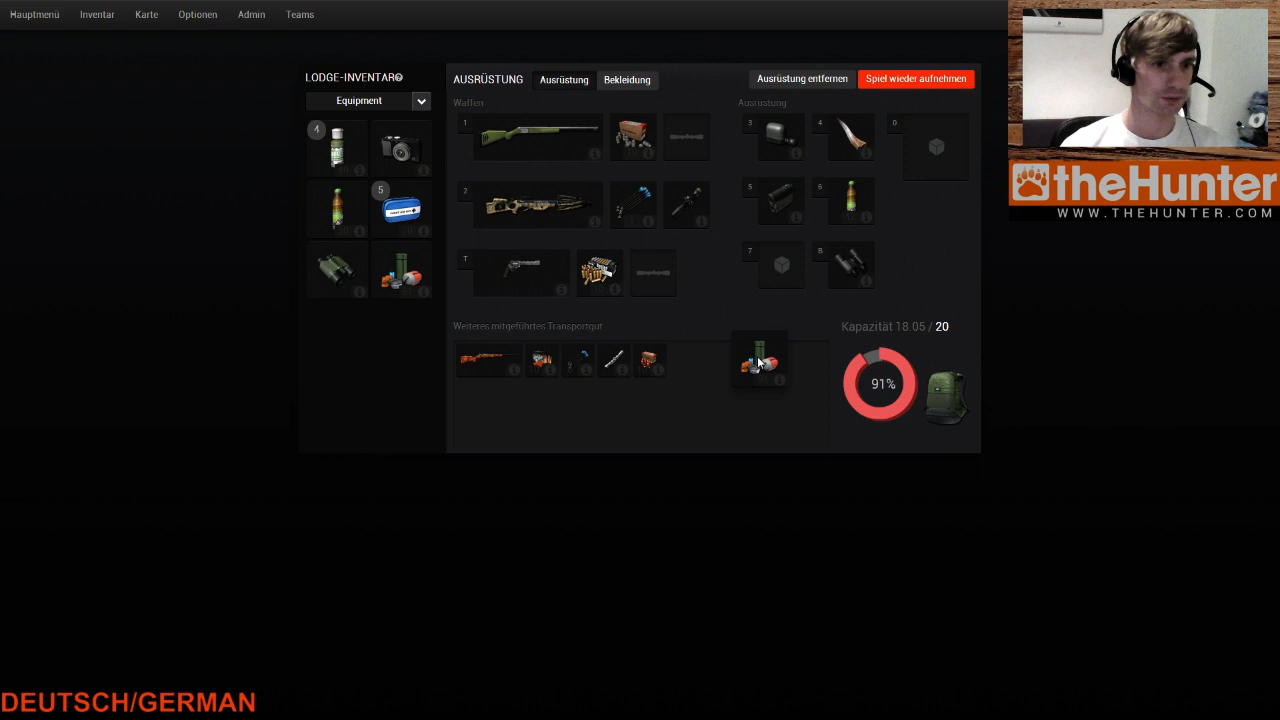 Hauptmenü Inventar Karte Optionen Admin Teams
LODGE-INVENTAR
Equipment
4
5
AUSRÜSTUNG Ausrüstung Bekleidung Ausrüstung entfernen Spiel wieder aufnehmen
Waffen
1
2
T
Ausrüstung
3 4 0
5 6
7 B
Weiteres mitgeführtes Transportgut
Kapazität 18.05 / 20
91%
theHunter
WWW.THEHUNTER.COM
DEUTSCH/GERMAN